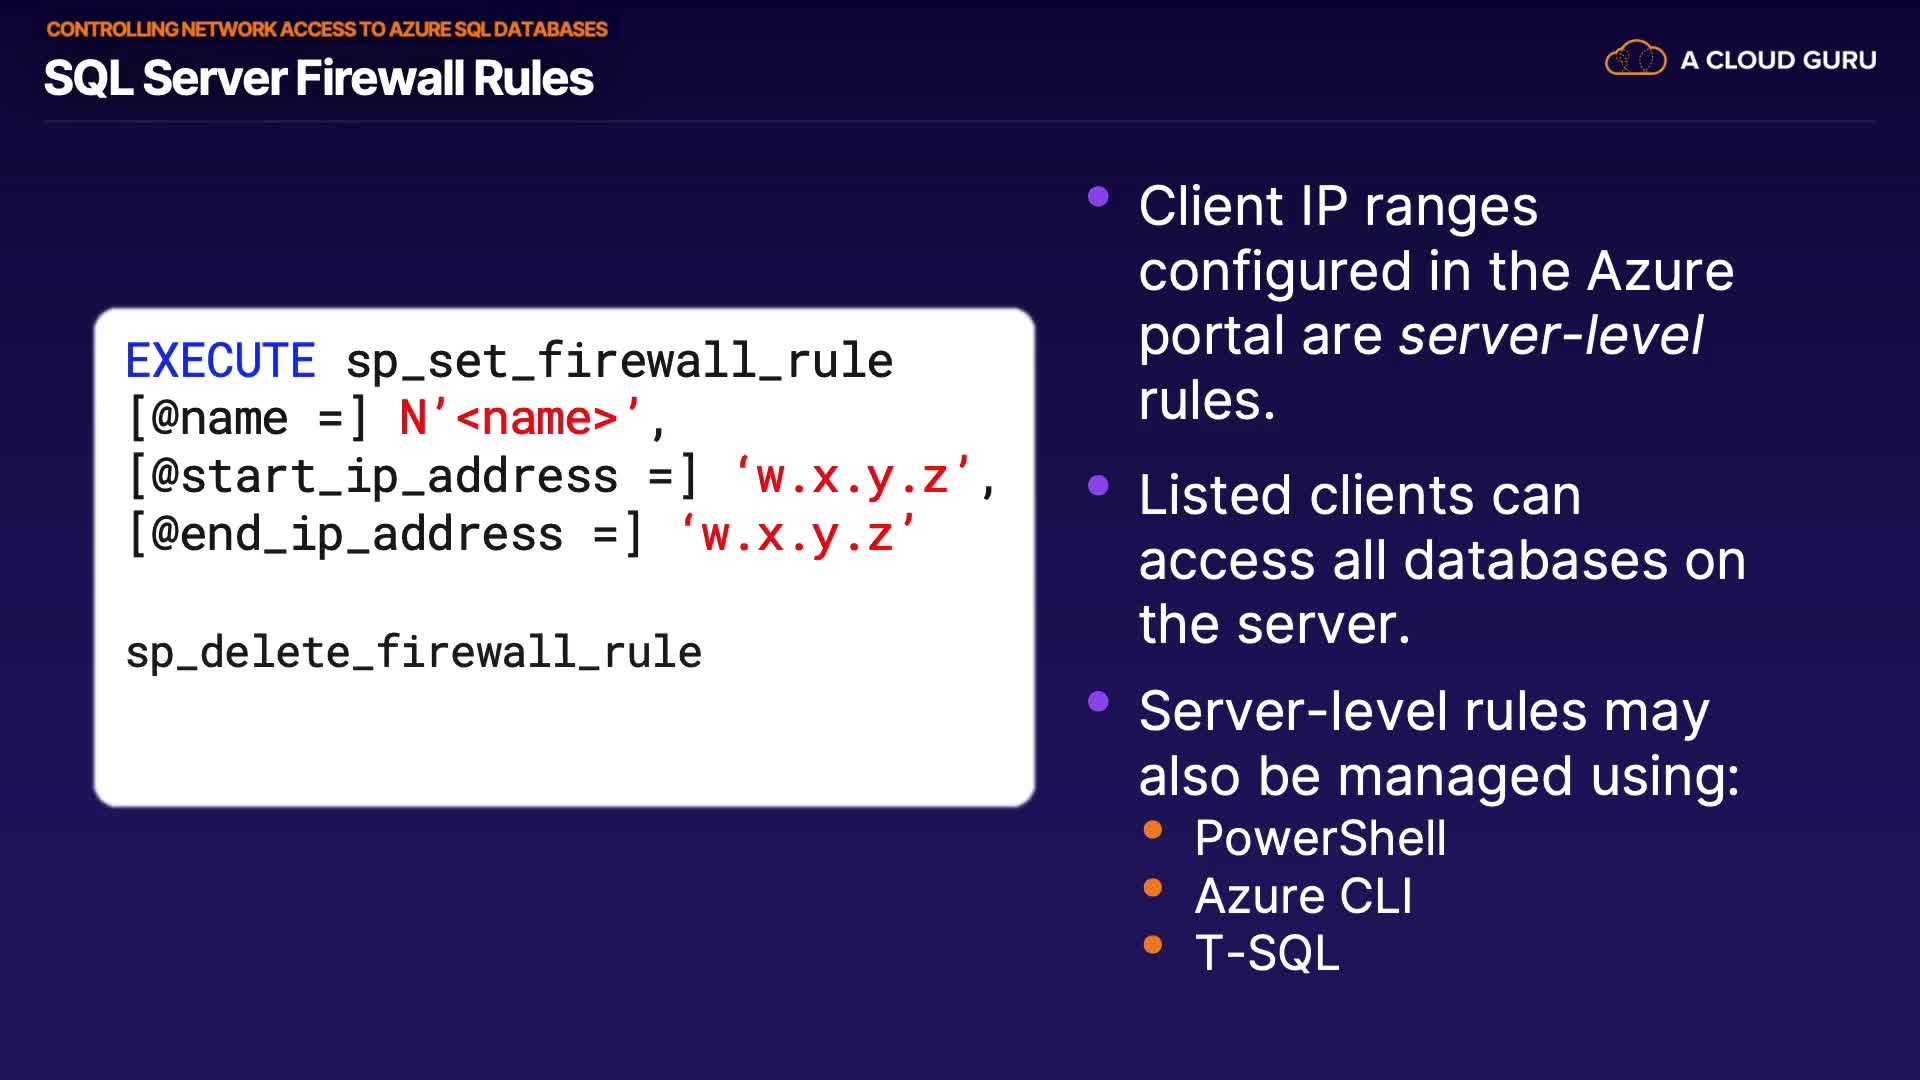 CONTROLLING NETWORK ACCESS TO AZURE SQL DATABASES
SQL Server Firewall Rules
A CLOUD GURU
EXECUTE sp_set_firewall_rule
[@name =] N’<name>’,
[@start_ip_address =] ‘w.x.y.z’,
[@end_ip_address =] ‘w.x.y.z’
sp_delete_firewall_rule
Client IP ranges
configured in the Azure
portal are server-level
rules.
Listed clients can
access all databases on
the server.
Server-level rules may
also be managed using:
PowerShell
Azure CLI
T-SQL